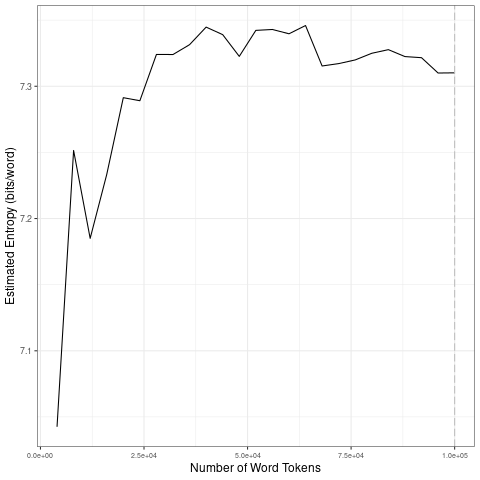 Estimated Entropy (bits/word)
7.3
7.2
7.1
0.0e+00 2.5e+04 5.0e+04 7.5e+04 1.0e+05
Number of Word Tokens